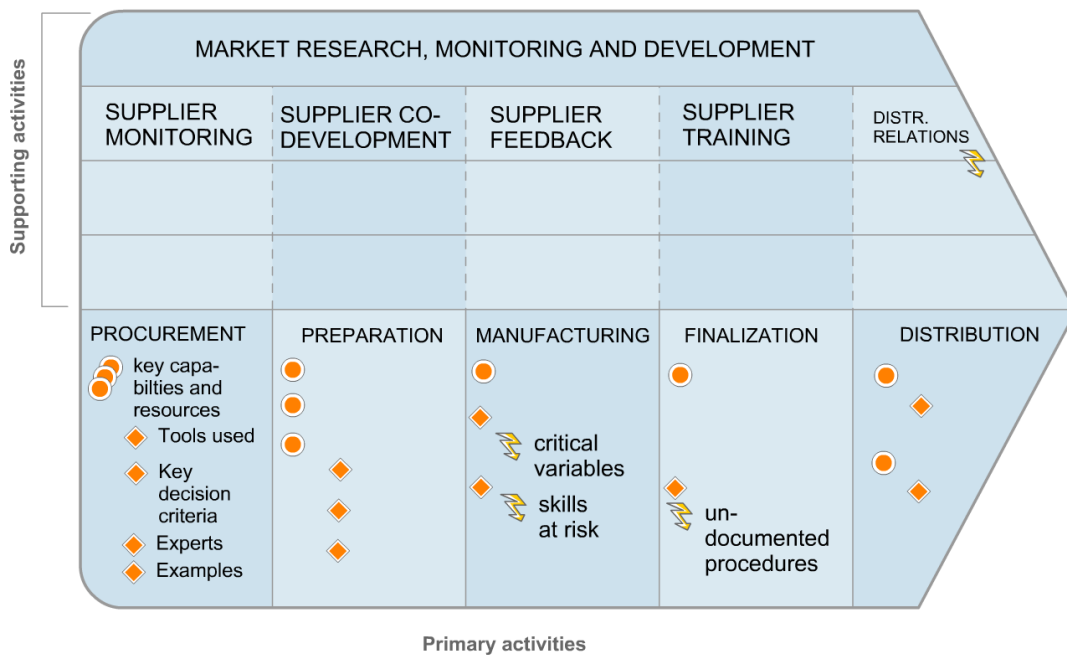 Supporting activities
MARKET RESEARCH, MONITORING AND DEVELOPMENT
SUPPLIER
MONITORING
SUPPLIER CO-
DEVELOPMENT
SUPPLIER
FEEDBACK
SUPPLIER
TRAINING
DISTR.
RELATIONS
PROCUREMENT
key capa-
bilties and
resources
Tools used
Key
decision
criteria
Experts
Examples
PREPARATION
MANUFACTURING
critical
variables
skills
at risk
FINALIZATION
un-
documented
procedures
DISTRIBUTION
Primary activities